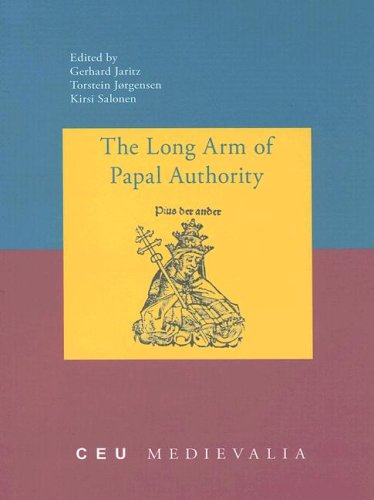 Edited by
Gerhard Jaritz
Torstein Jørgensen
Kirsi Salonen
The Long Arm of
Papal Authority
Pius der ander
CEU MEDIEVALIA